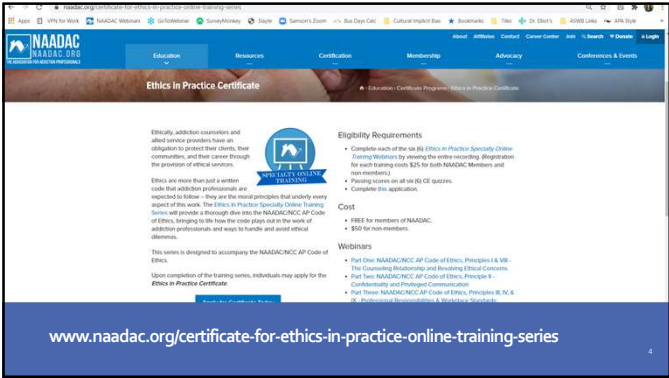 naadac.org/certificate-for-ethics-in-practice-online-training-series
Apps VPN for Work NAADAC Webinars GoToWebinar SurveyMonkey Slayte Samson's Zoom Bus Days Calc Cultural Implicit Bias Bookmarks Tites Dr. Elliot's ASWB Links APA Style
About Affiliates Contact Career Center Join Search Donate Login
NAADAC
NAADAC.ORG
THE ASSOCIATION FOR ADDICTION PROFESSIONALS
Education Resources Certification Membership Advocacy Conferences & Events
Ethics in Practice Certificate
Education Certificate Programs Ethics in Practice Certificate
Ethically, addiction counselors and
allied service providers have an
obligation to protect their clients, their
communities, and their career through
the provision of ethical services.
Ethics are more than just a written
code that addiction professionals are
expected to follow – they are the moral principles that underly every
aspect of this work. The Ethics in Practice Specialty Online Training
Series will provide a thorough dive into the NAADAC/NCC AP Code
of Ethics, bringing to life how the code plays out in the work of
addiction professionals and ways to handle and avoid ethical
dilemmas.
This series is designed to accompany the NAADAC/NCC AP Code of
Ethics.
Upon completion of the training series, individuals may apply for the
Ethics in Practice Certificate.
Apply for Certificate Today
SPECIALTY ONLINE
TRAINING
Eligibility Requirements
• Complete each of the six (6) Ethics in Practice Specialty Online
Training Webinars by viewing the entire recording. (Registration
for each training costs $25 for both NAADAC Members and
non-members.)
• Passing scores on all six (6) CE quizzes.
• Complete this application.
Cost
• FREE for members of NAADAC.
• $50 for non-members.
Webinars
• Part One: NAADAC/NCC AP Code of Ethics, Principles I & VIII -
The Counseling Relationship and Resolving Ethical Concerns
• Part Two: NAADAC/NCC AP Code of Ethics, Principle II -
Confidentiality and Privileged Communication
• Part Three: NAADAC/NCC AP Code of Ethics, Principles III, IV, &
IX - Professional Responsibilities & Workplace Standards
www.naadac.org/certificate-for-ethics-in-practice-online-training-series
4